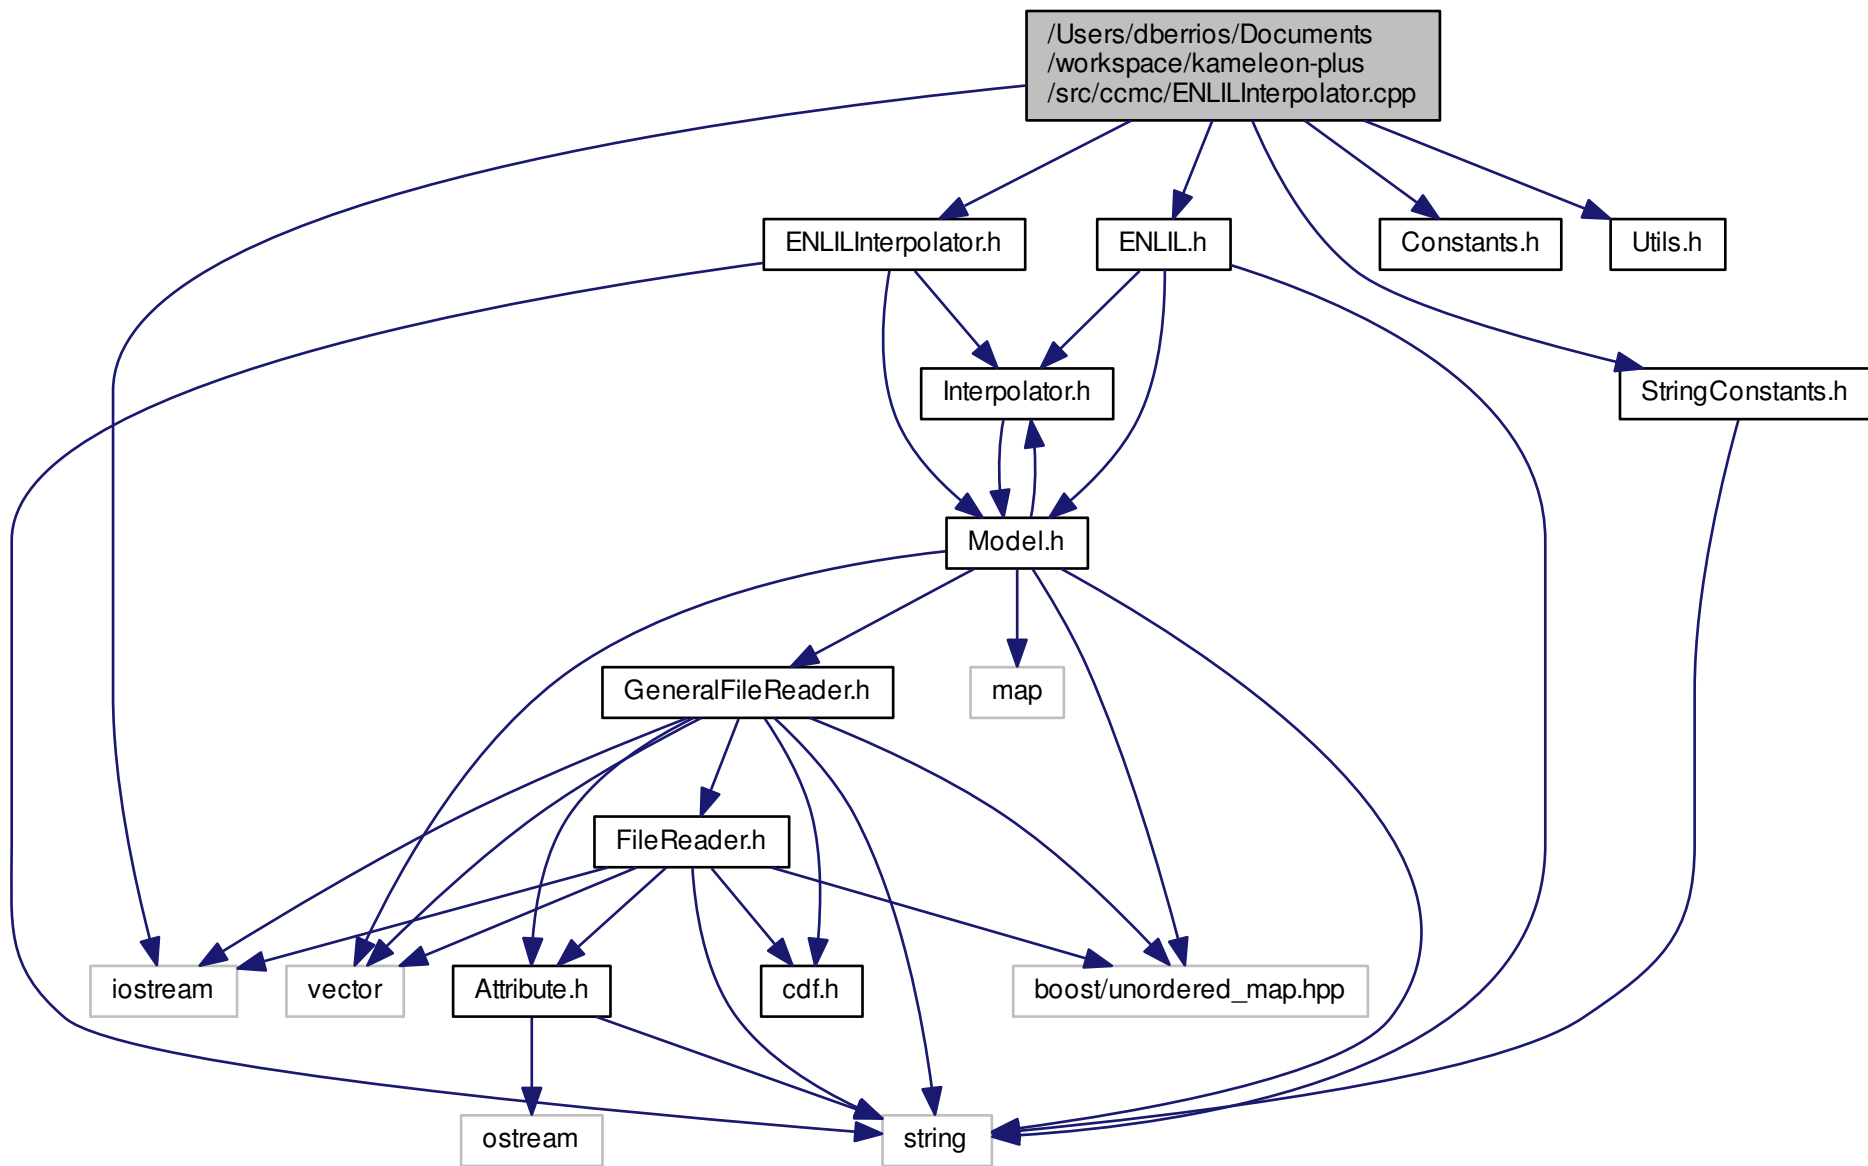 /Users/dberrios/Documents
/workspace/kameleon-plus
/src/ccmc/ENLILInterpolator.cpp
ENLILInterpolator.h
ENLIL.h
Constants.h
Utils.h
Interpolator.h
StringConstants.h
Model.h
GeneralFileReader.h
map
FileReader.h
iostream
vector
Attribute.h
cdf.h
boost/unordered_map.hpp
ostream
string